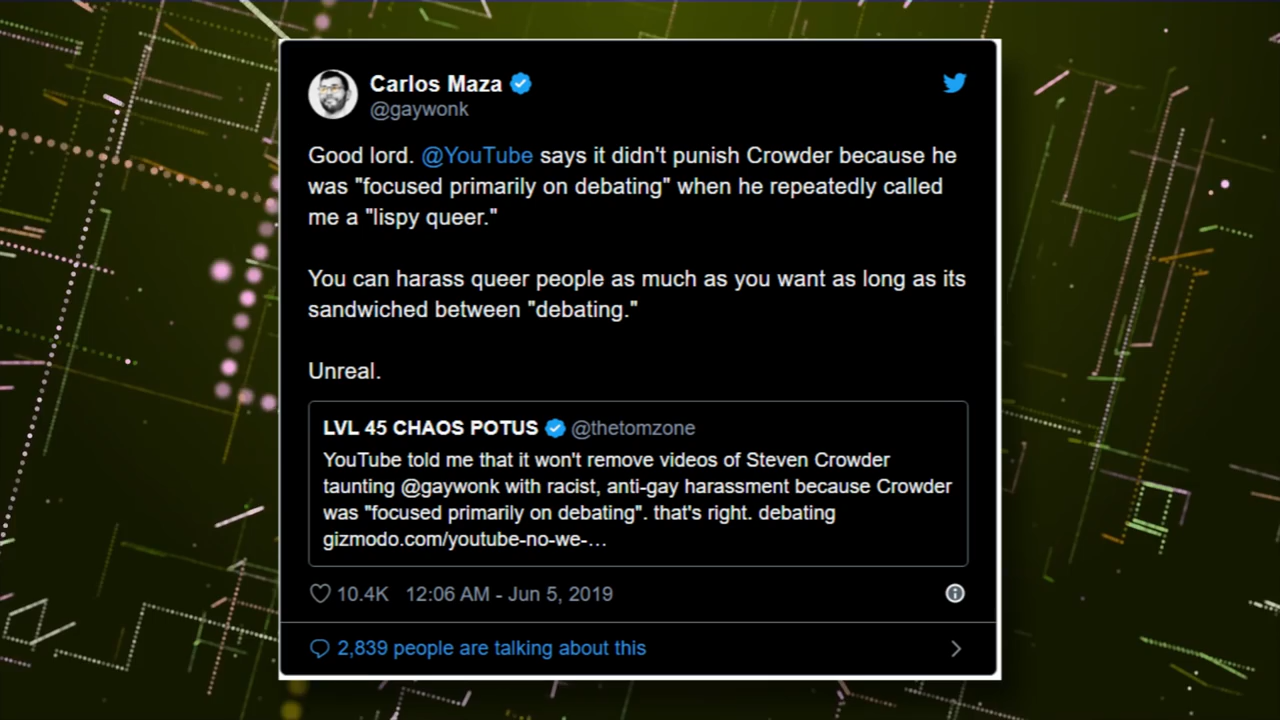 Carlos Maza
@gaywonk
Good lord. @YouTube says it didn't punish Crowder because he
was "focused primarily on debating" when he repeatedly called
me a "lispy queer."
You can harass queer people as much as you want as long as its
sandwiched between "debating."
Unreal.
LVL 45 CHAOS POTUS @thetomzone
YouTube told me that it won't remove videos of Steven Crowder
taunting @gaywonk with racist, anti-gay harassment because Crowder
was "focused primarily on debating". that's right. debating
gizmodo.com/youtube-no-we-…
10.4K 12:06 AM - Jun 5, 2019
2,839 people are talking about this